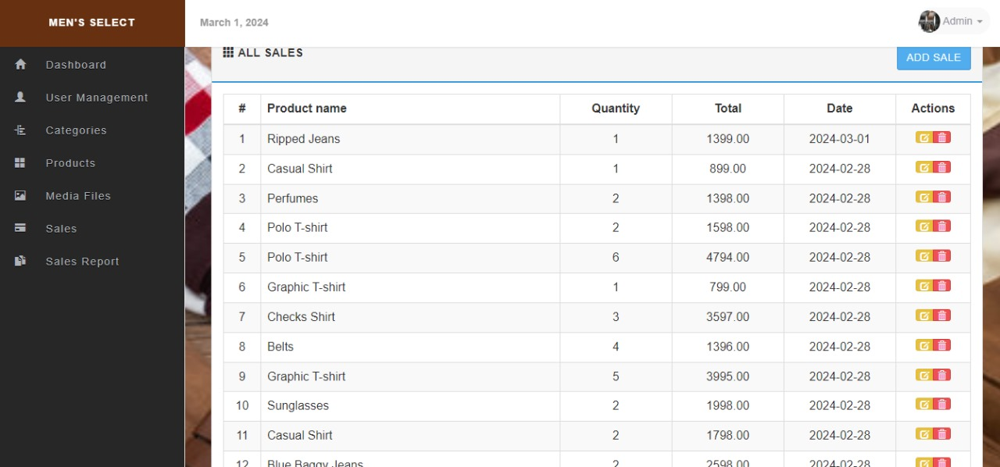 MEN'S SELECT
March 1, 2024
Admin
Dashboard
User Management
Categories
Products
Media Files
Sales
Sales Report
ALL SALES
ADD SALE
# Product name Quantity Total Date Actions
1 Ripped Jeans 1 1399.00 2024-03-01
2 Casual Shirt 1 899.00 2024-02-28
3 Perfumes 2 1398.00 2024-02-28
4 Polo T-shirt 2 1598.00 2024-02-28
5 Polo T-shirt 6 4794.00 2024-02-28
6 Graphic T-shirt 1 799.00 2024-02-28
7 Checks Shirt 3 3597.00 2024-02-28
8 Belts 4 1396.00 2024-02-28
9 Graphic T-shirt 5 3995.00 2024-02-28
10 Sunglasses 2 1998.00 2024-02-28
11 Casual Shirt 2 1798.00 2024-02-28
12 Blue Baggy Jeans 2 2598.00 2024-02-28